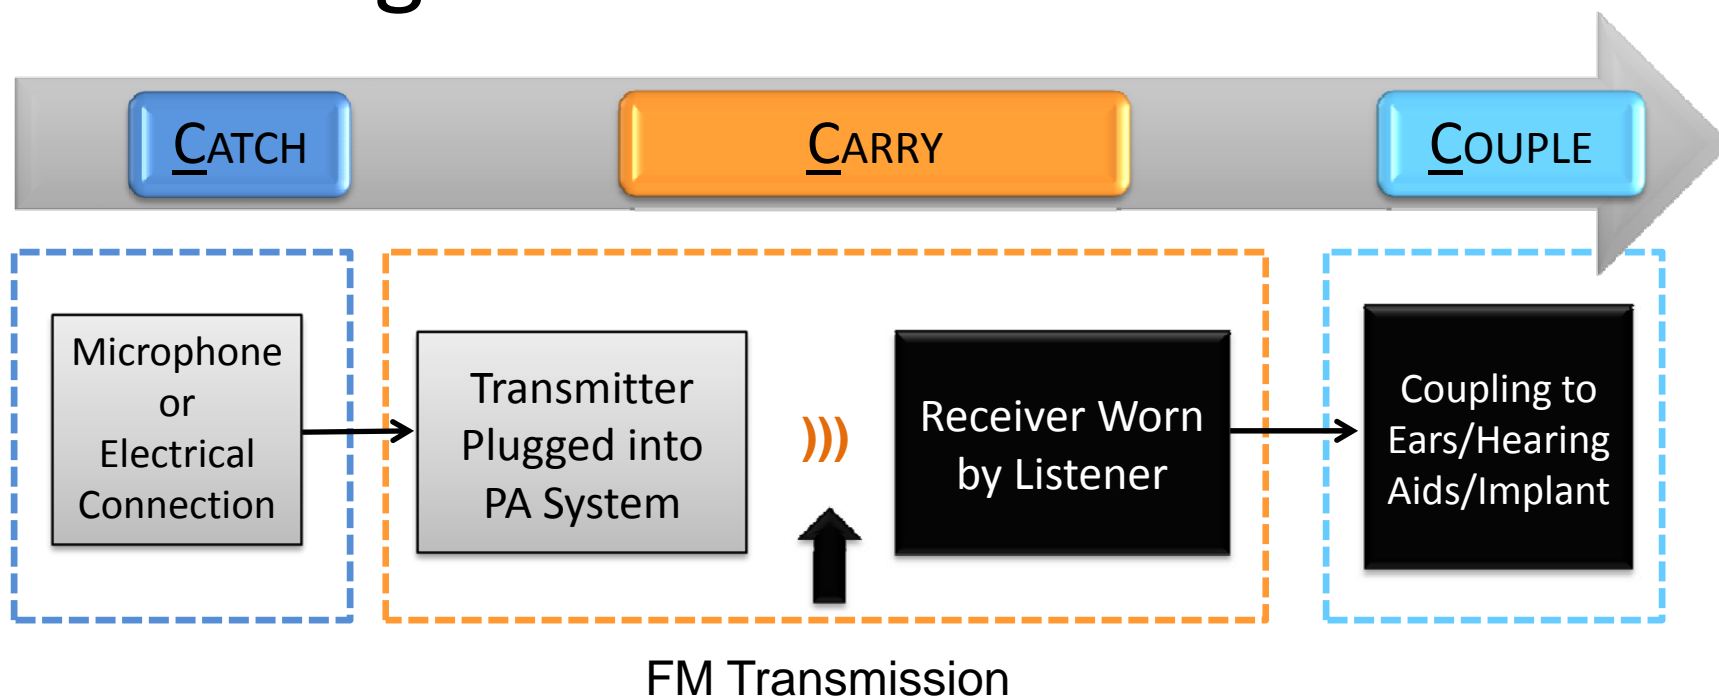 CATCH
CARRY
COUPLE
Microphone
or
Electrical
Connection
Transmitter
Plugged into
PA System
)))
Receiver Worn
by Listener
Coupling to
Ears/Hearing
Aids/Implant
FM Transmission